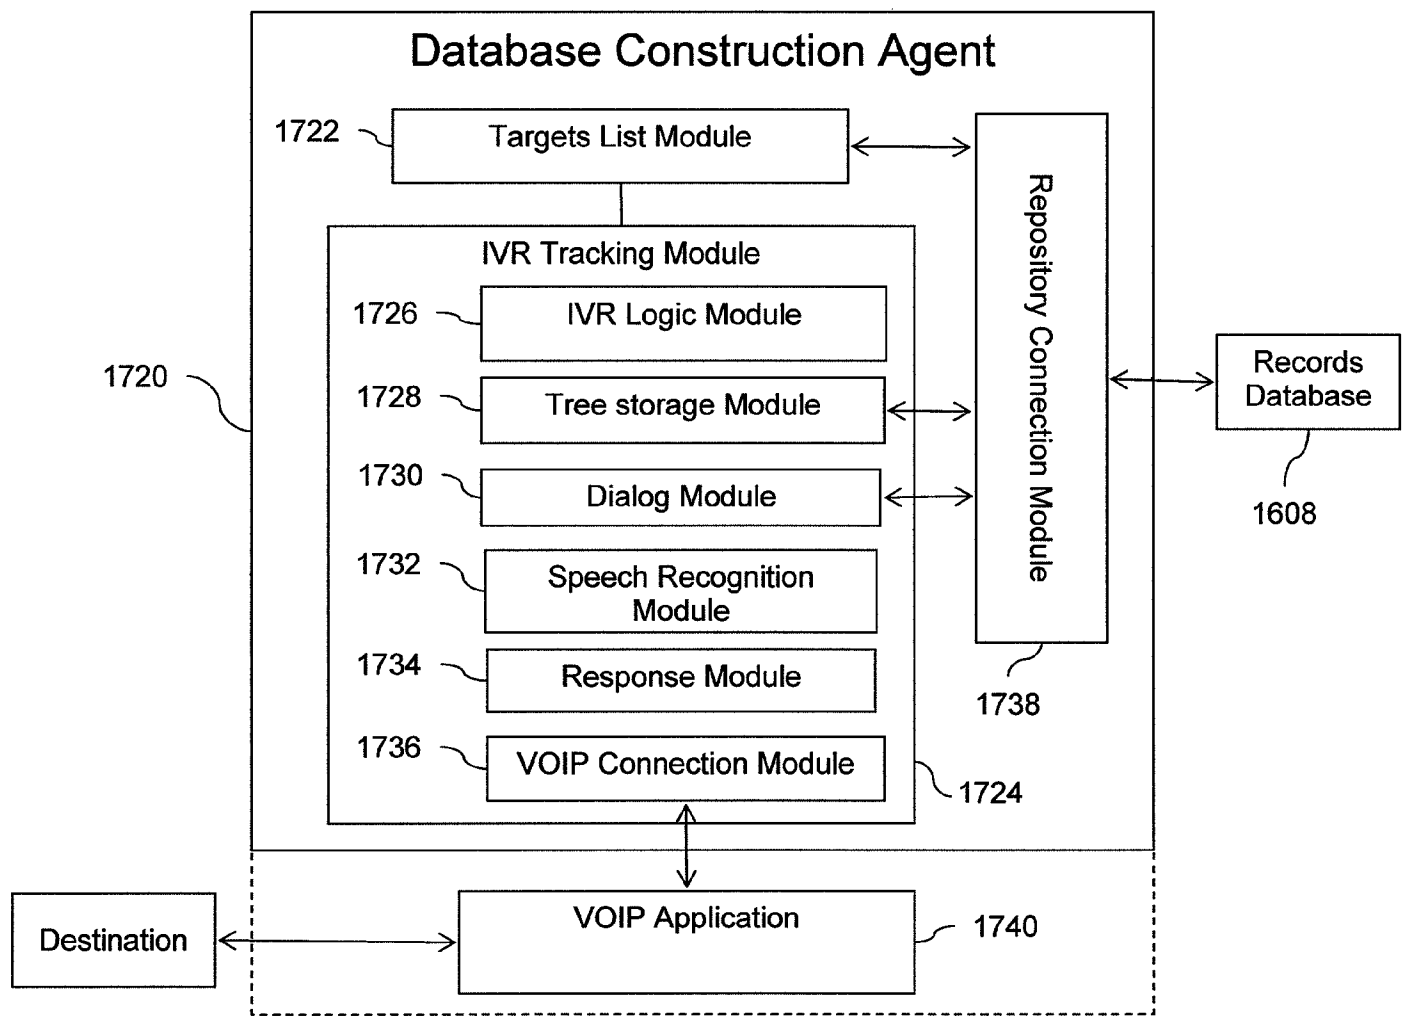 Database Construction Agent
1722
Targets List Module
IVR Tracking Module
1726
IVR Logic Module
1728
Tree storage Module
1730
Dialog Module
1732
Speech Recognition
Module
1734
Response Module
1736
VOIP Connection Module
1724
1720
Repository Connection Module
1738
Records
Database
1608
Destination
VOIP Application
1740